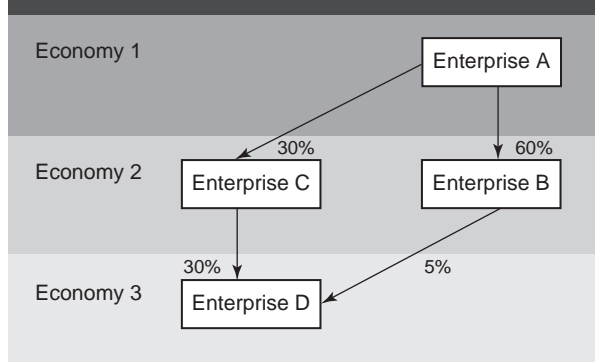 Economy 1
Enterprise A
30%
60%
Economy 2
Enterprise C
Enterprise B
30%
5%
Economy 3
Enterprise D